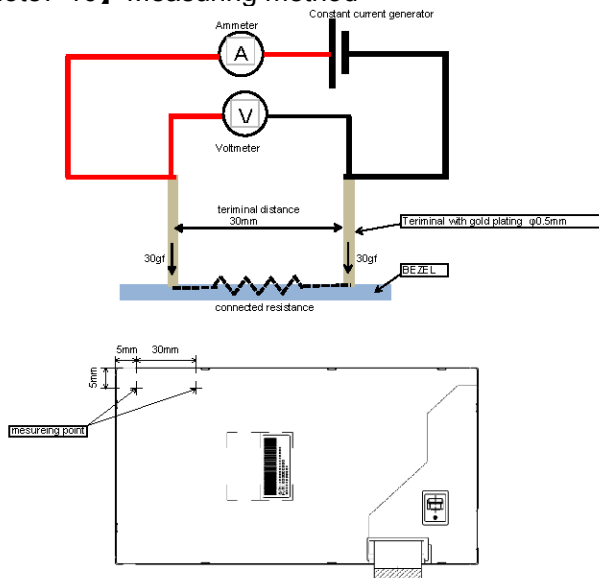 Measuring method
Ammeter
Constant current generator
A
V
Voltmeter
teriminal distance
30mm
Terminal with gold plating φ0.5mm
30gf
30gf
BEZEL
connected resistance
5mm
30mm
5mm
mesureing point